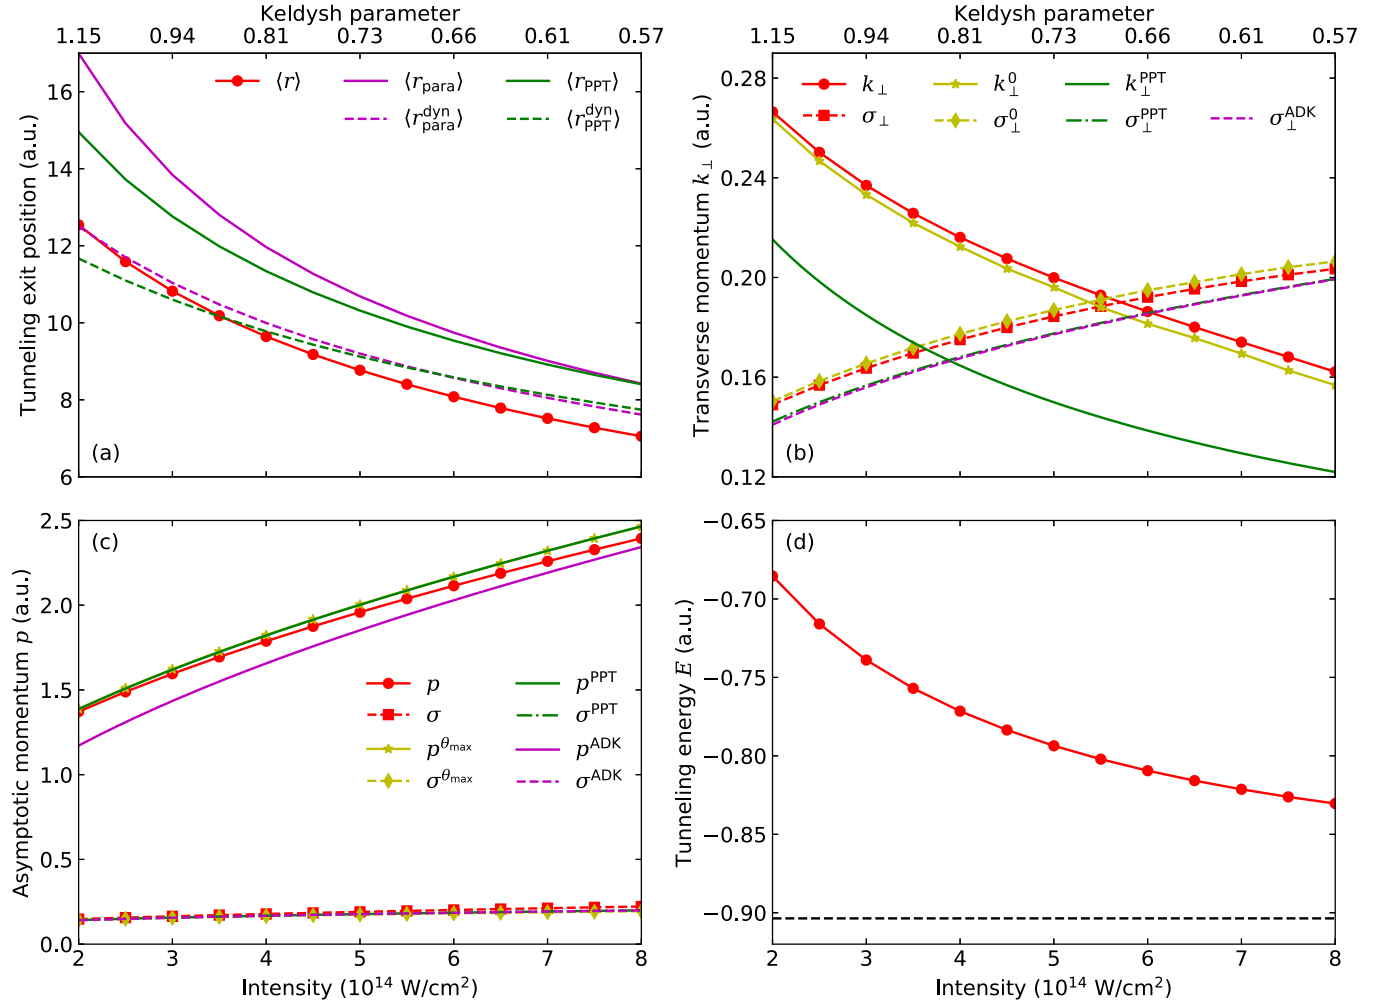 Keldysh parameter
1.15 0.94 0.81 0.73 0.66 0.61 0.57
16
14
12
10
8
6
Tunneling exit position (a.u.)
⟨r⟩ ⟨r_para⟩ ⟨r_PPT⟩
⟨r_para^dyn⟩ ⟨r_PPT^dyn⟩
(a)
Keldysh parameter
1.15 0.94 0.81 0.73 0.66 0.61 0.57
0.28
0.24
0.20
0.16
0.12
Transverse momentum k_⊥ (a.u.)
k_⊥ k_⊥^0 k_⊥^PPT
σ_⊥ σ_⊥^0 σ_⊥^PPT σ_⊥^ADK
(b)
2.5
2.0
1.5
1.0
0.5
0.0
Asymptotic momentum p (a.u.)
(c)
p p^PPT
σ σ^PPT
p^θ_max p^ADK
σ^θ_max σ^ADK
2 3 4 5 6 7 8
Intensity (10^14 W/cm²)
−0.65
−0.70
−0.75
−0.80
−0.85
−0.90
Tunneling energy E (a.u.)
(d)
2 3 4 5 6 7 8
Intensity (10^14 W/cm²)